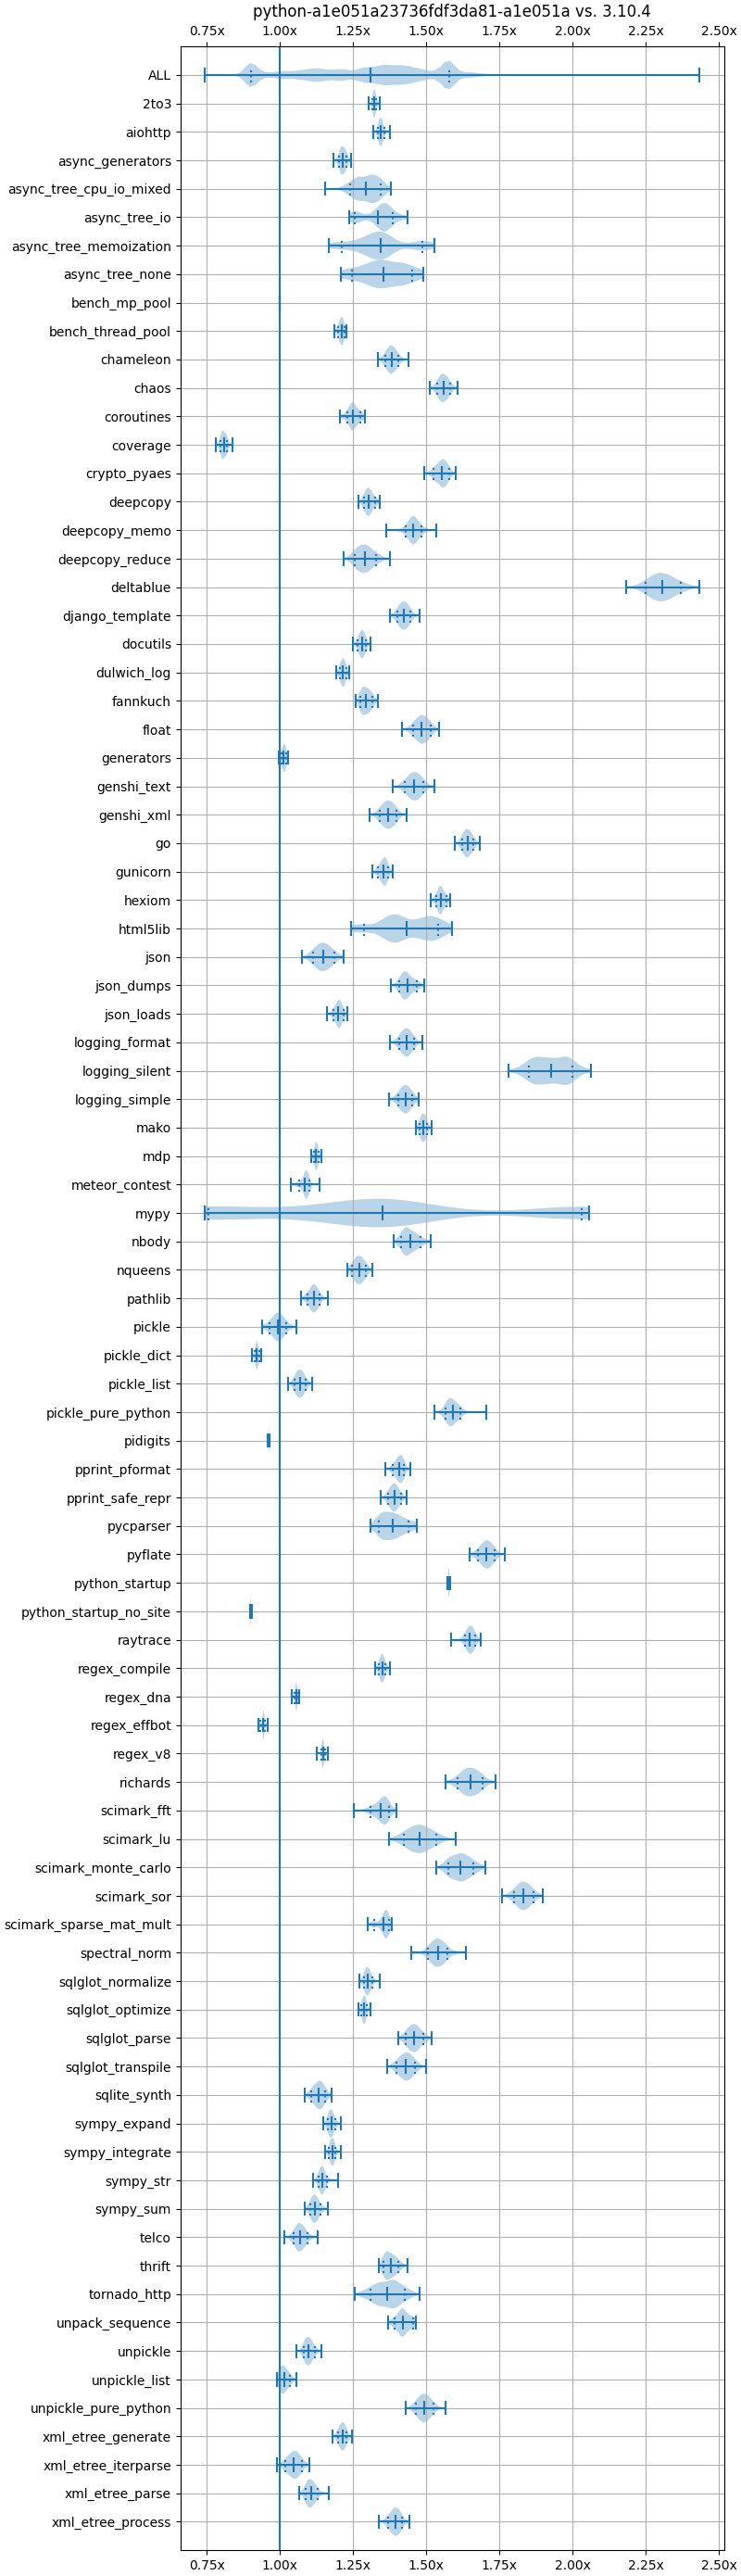 python-a1e051a23736fdf3da81-a1e051a vs. 3.10.4
0.75x 1.00x 1.25x 1.50x 1.75x 2.00x 2.25x 2.50x
ALL
2to3
aiohttp
async_generators
async_tree_cpu_io_mixed
async_tree_io
async_tree_memoization
async_tree_none
bench_mp_pool
bench_thread_pool
chameleon
chaos
coroutines
coverage
crypto_pyaes
deepcopy
deepcopy_memo
deepcopy_reduce
deltablue
django_template
docutils
dulwich_log
fannkuch
float
generators
genshi_text
genshi_xml
go
gunicorn
hexiom
html5lib
json
json_dumps
json_loads
logging_format
logging_silent
logging_simple
mako
mdp
meteor_contest
mypy
nbody
nqueens
pathlib
pickle
pickle_dict
pickle_list
pickle_pure_python
pidigits
pprint_pformat
pprint_safe_repr
pycparser
pyflate
python_startup
python_startup_no_site
raytrace
regex_compile
regex_dna
regex_effbot
regex_v8
richards
scimark_fft
scimark_lu
scimark_monte_carlo
scimark_sor
scimark_sparse_mat_mult
spectral_norm
sqlglot_normalize
sqlglot_optimize
sqlglot_parse
sqlglot_transpile
sqlite_synth
sympy_expand
sympy_integrate
sympy_str
sympy_sum
telco
thrift
tornado_http
unpack_sequence
unpickle
unpickle_list
unpickle_pure_python
xml_etree_generate
xml_etree_iterparse
xml_etree_parse
xml_etree_process
0.75x 1.00x 1.25x 1.50x 1.75x 2.00x 2.25x 2.50x